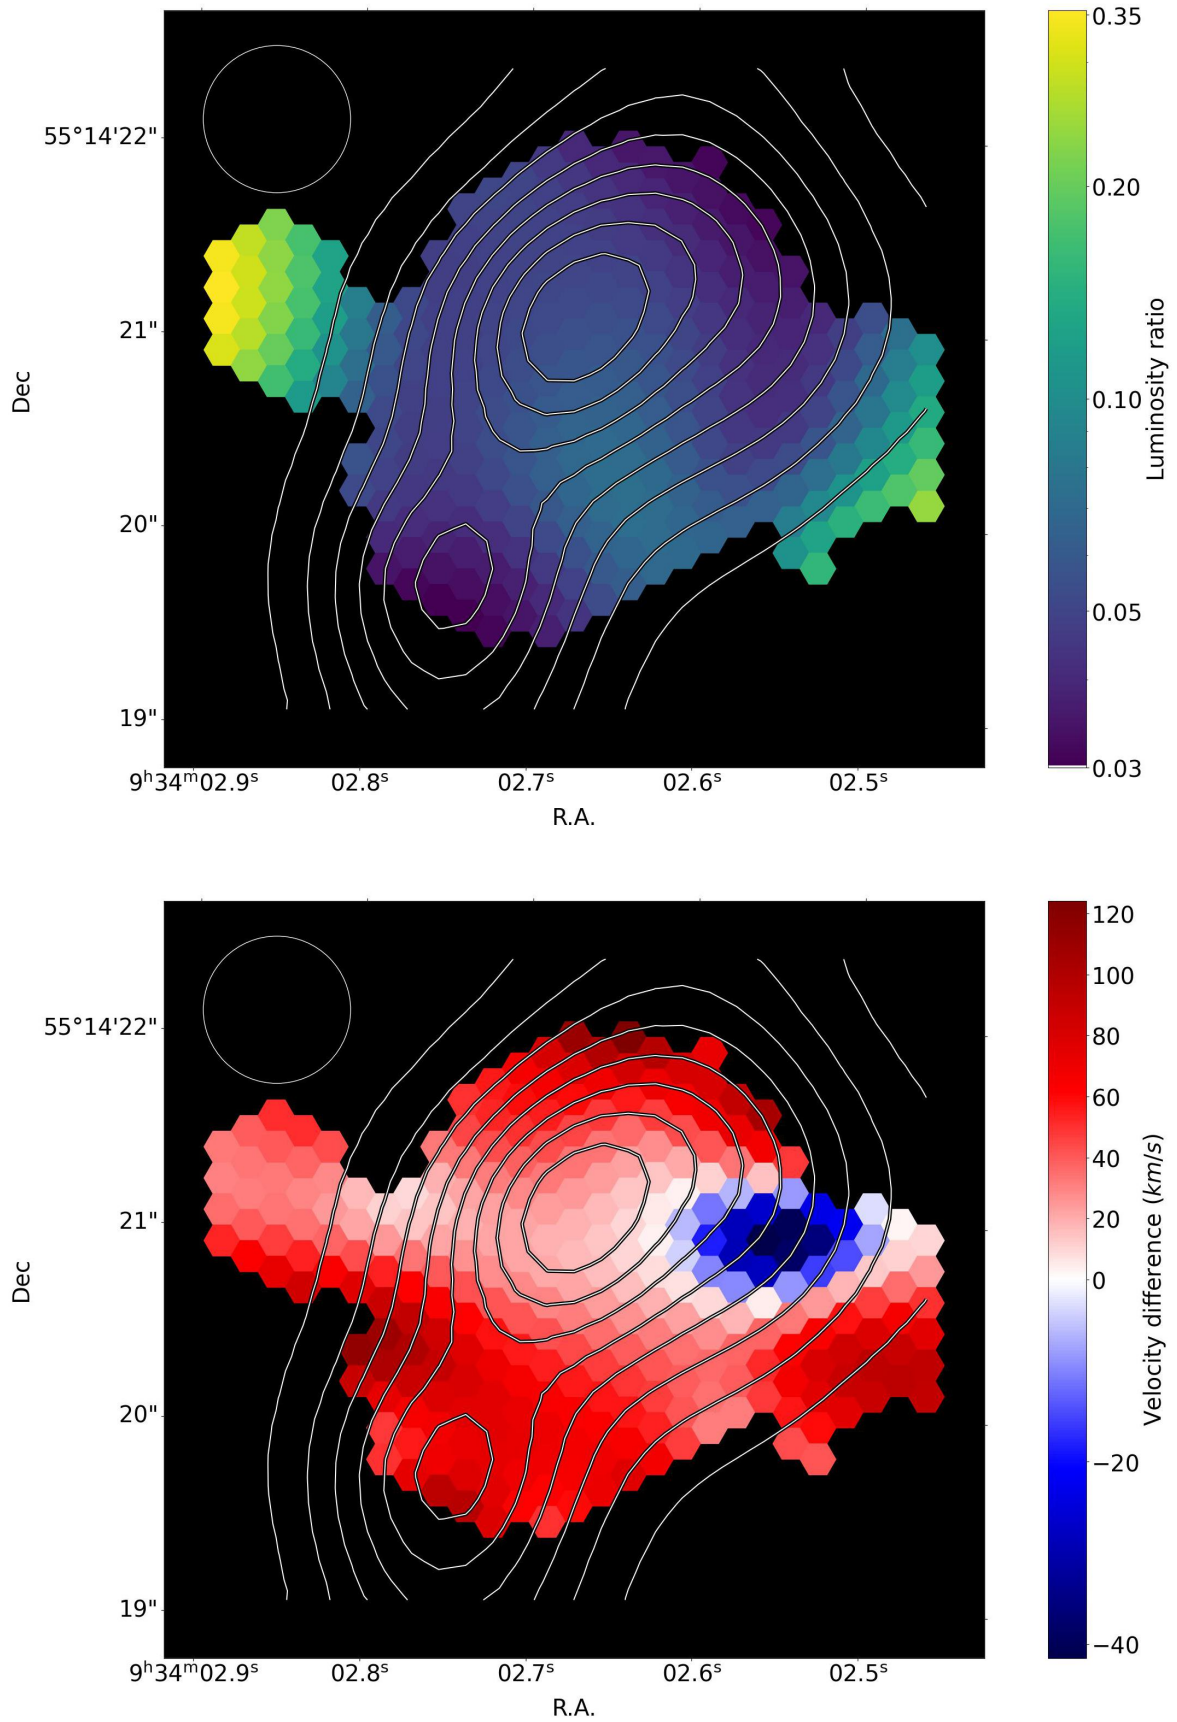 0.35
55°14'22"
0.20
21"
Dec
0.10
Luminosity ratio
20"
0.05
19"
0.03
9ʰ34ᵐ02.9ˢ 02.8ˢ 02.7ˢ 02.6ˢ 02.5ˢ
R.A.
120
100
55°14'22"
80
60
40
21"
20
Dec
0
Velocity difference (km/s)
20"
−20
19"
−40
9ʰ34ᵐ02.9ˢ 02.8ˢ 02.7ˢ 02.6ˢ 02.5ˢ
R.A.